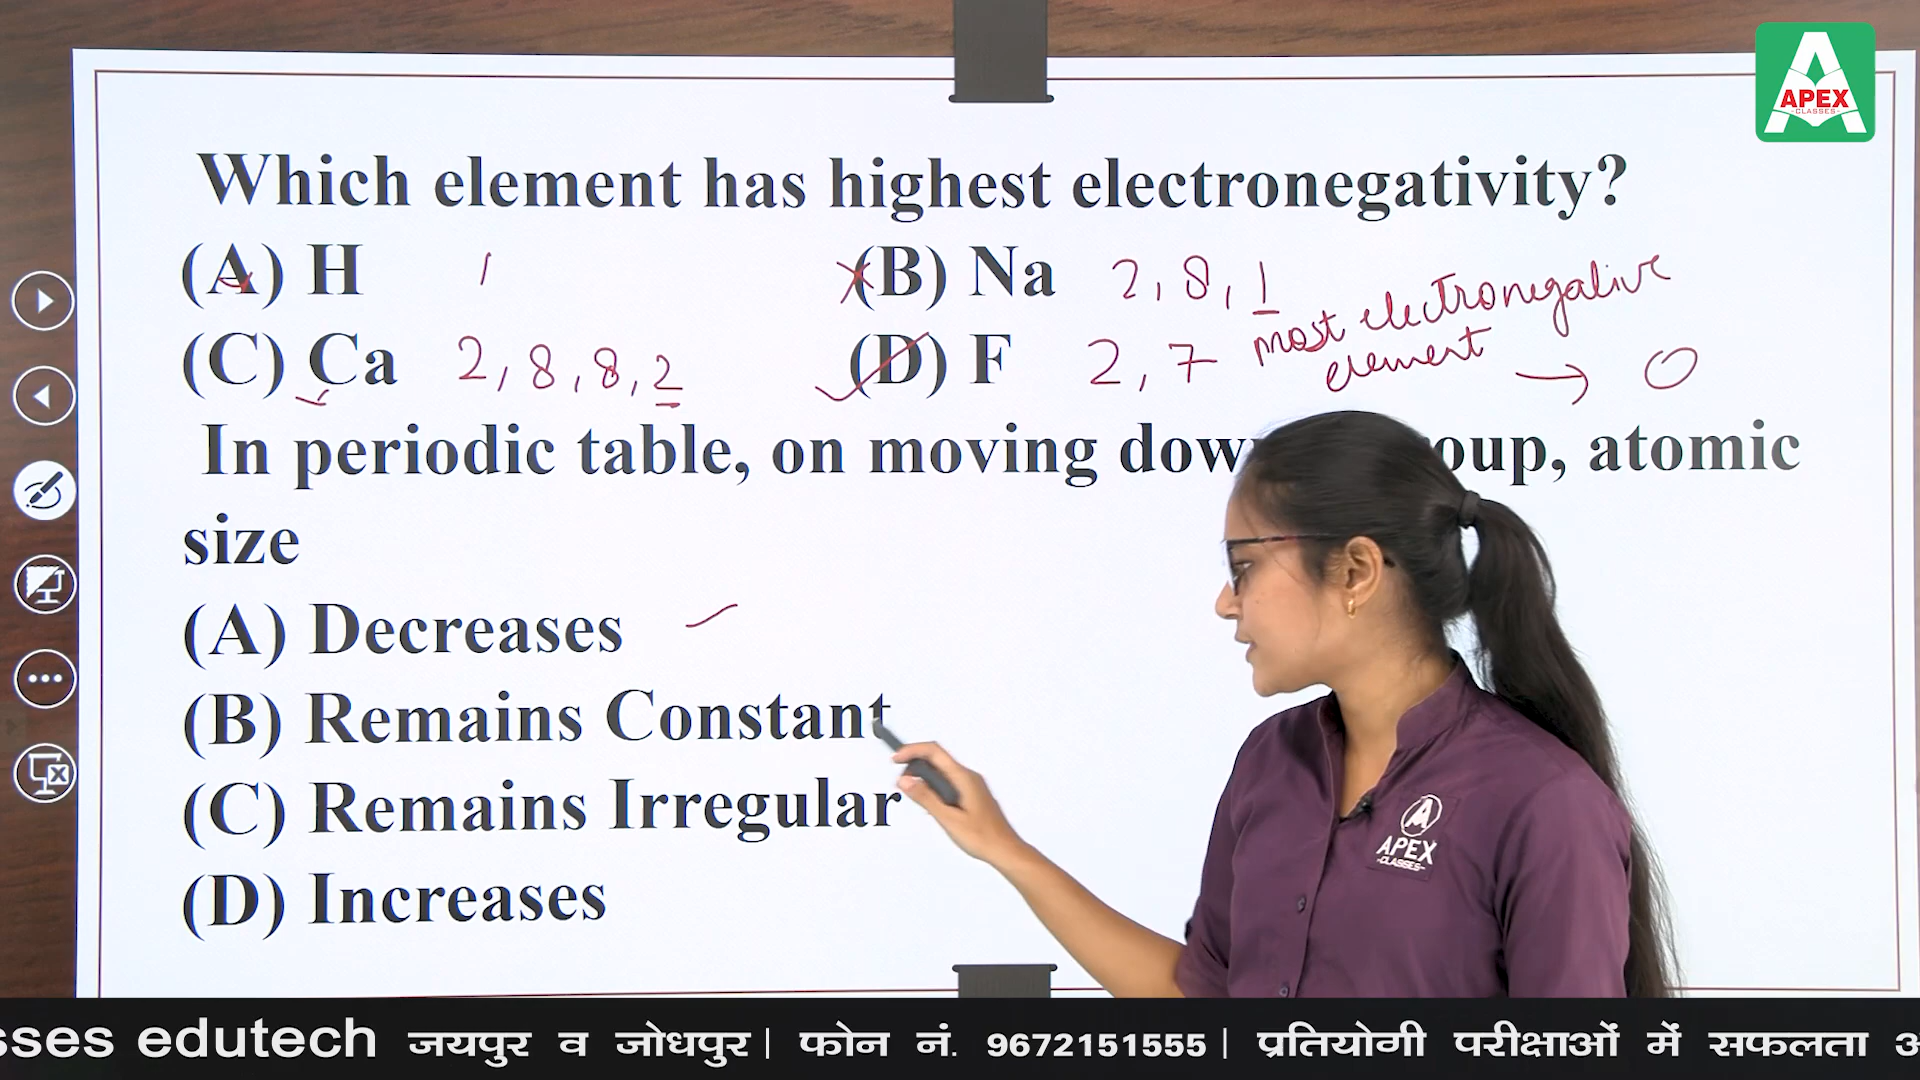 APEX
CLASSES
Which element has highest electronegativity?
(A) H 1 (B) Na 2, 8, 1
(C) Ca 2, 8, 8, 2 (D) F 2, 7 most electronegative element → O
In periodic table, on moving dow oup, atomic
size
(A) Decreases
(B) Remains Constant
(C) Remains Irregular
(D) Increases
APEX
CLASSES
sses edutech जयपुर व जोधपुर| फोन नं. 9672151555| प्रतियोगी परीक्षाओं में सफलता